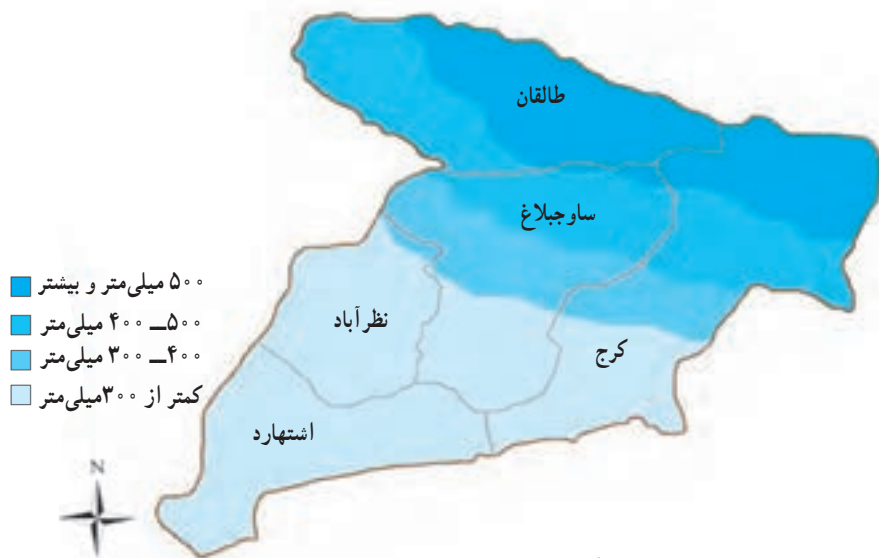 طالقان
ساوجبلاغ
نظرآباد
کرج
اشتهارد
۵۰۰ میلی‌متر و بیشتر
۵۰۰ــ ۴۰۰ میلی‌متر
۴۰۰ــ ۳۰۰ میلی‌متر
کمتر از ۳۰۰میلی‌متر
N